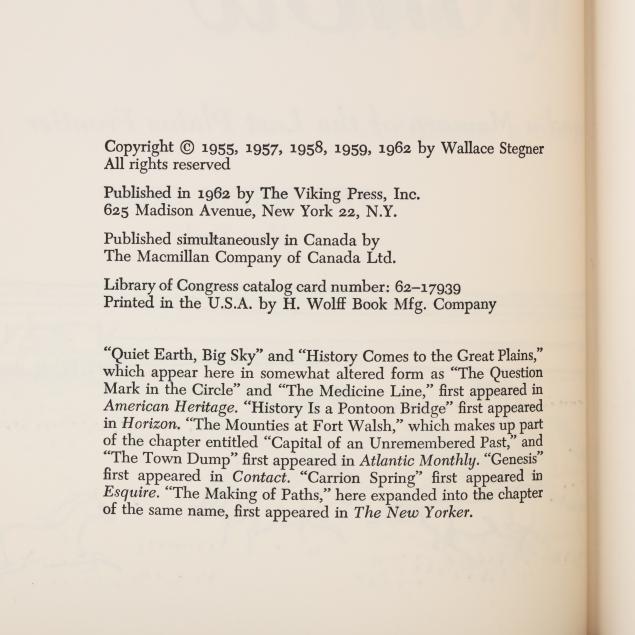 Copyright © 1955, 1957, 1958, 1959, 1962 by Wallace Stegner
All rights reserved
Published in 1962 by The Viking Press, Inc.
625 Madison Avenue, New York 22, N.Y.
Published simultaneously in Canada by
The Macmillan Company of Canada Ltd.
Library of Congress catalog card number: 62–17939
Printed in the U.S.A. by H. Wolff Book Mfg. Company
“Quiet Earth, Big Sky” and “History Comes to the Great Plains,”
which appear here in somewhat altered form as “The Question
Mark in the Circle” and “The Medicine Line,” first appeared in
American Heritage. “History Is a Pontoon Bridge” first appeared
in Horizon. “The Mounties at Fort Walsh,” which makes up part
of the chapter entitled “Capital of an Unremembered Past,” and
“The Town Dump” first appeared in Atlantic Monthly. “Genesis”
first appeared in Contact. “Carrion Spring” first appeared in
Esquire. “The Making of Paths,” here expanded into the chapter
of the same name, first appeared in The New Yorker.